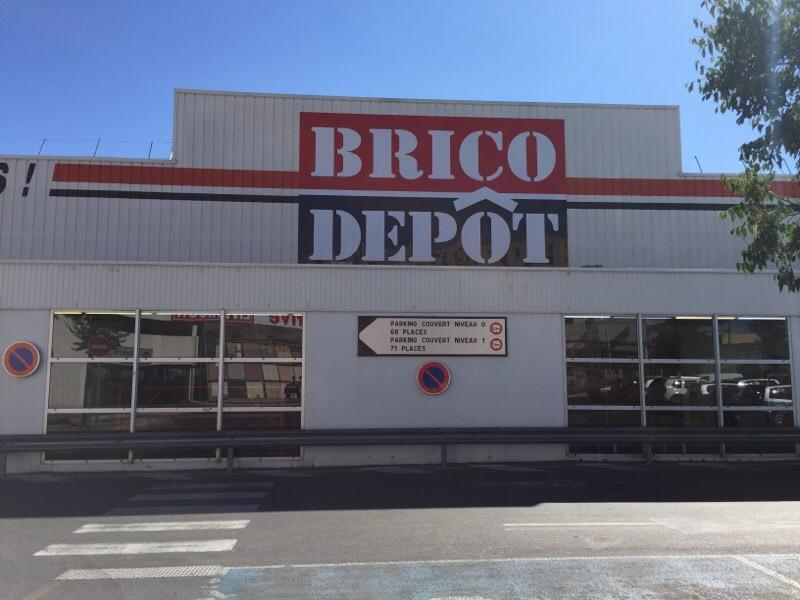 S !
BRICO
DEPÔT
PARKING COUVERT NIVEAU 0
68 PLACES
PARKING COUVERT NIVEAU 1
71 PLACES